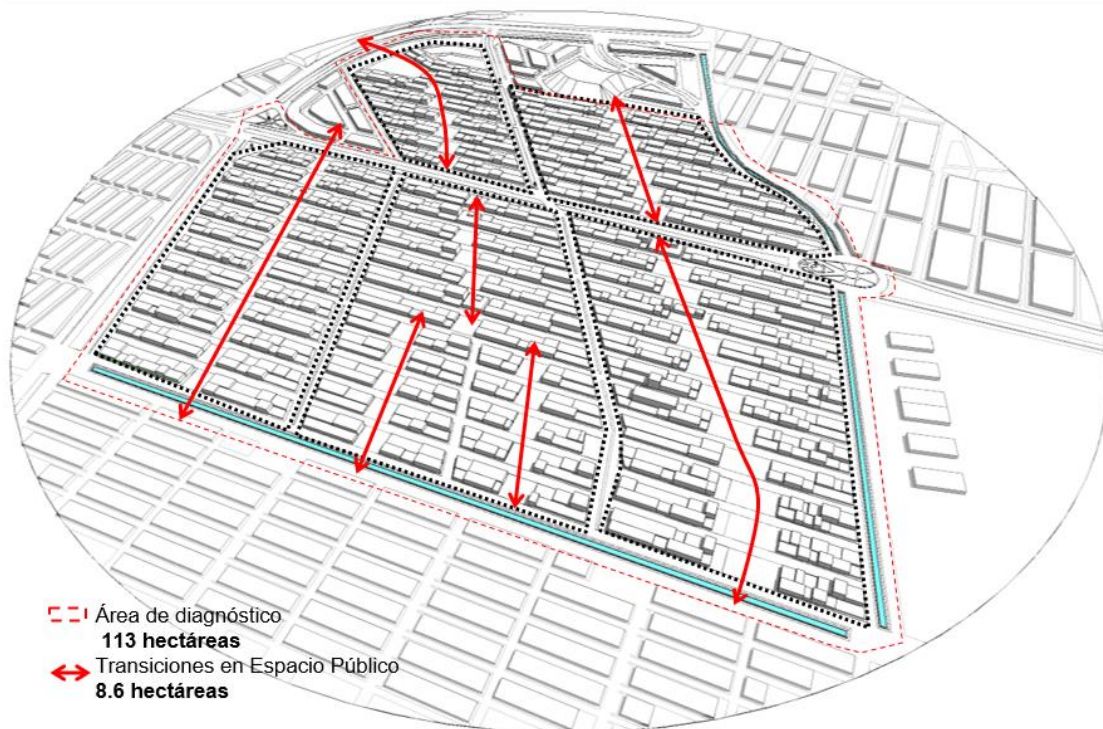 Área de diagnóstico
113 hectáreas
Transiciones en Espacio Público
8.6 hectáreas